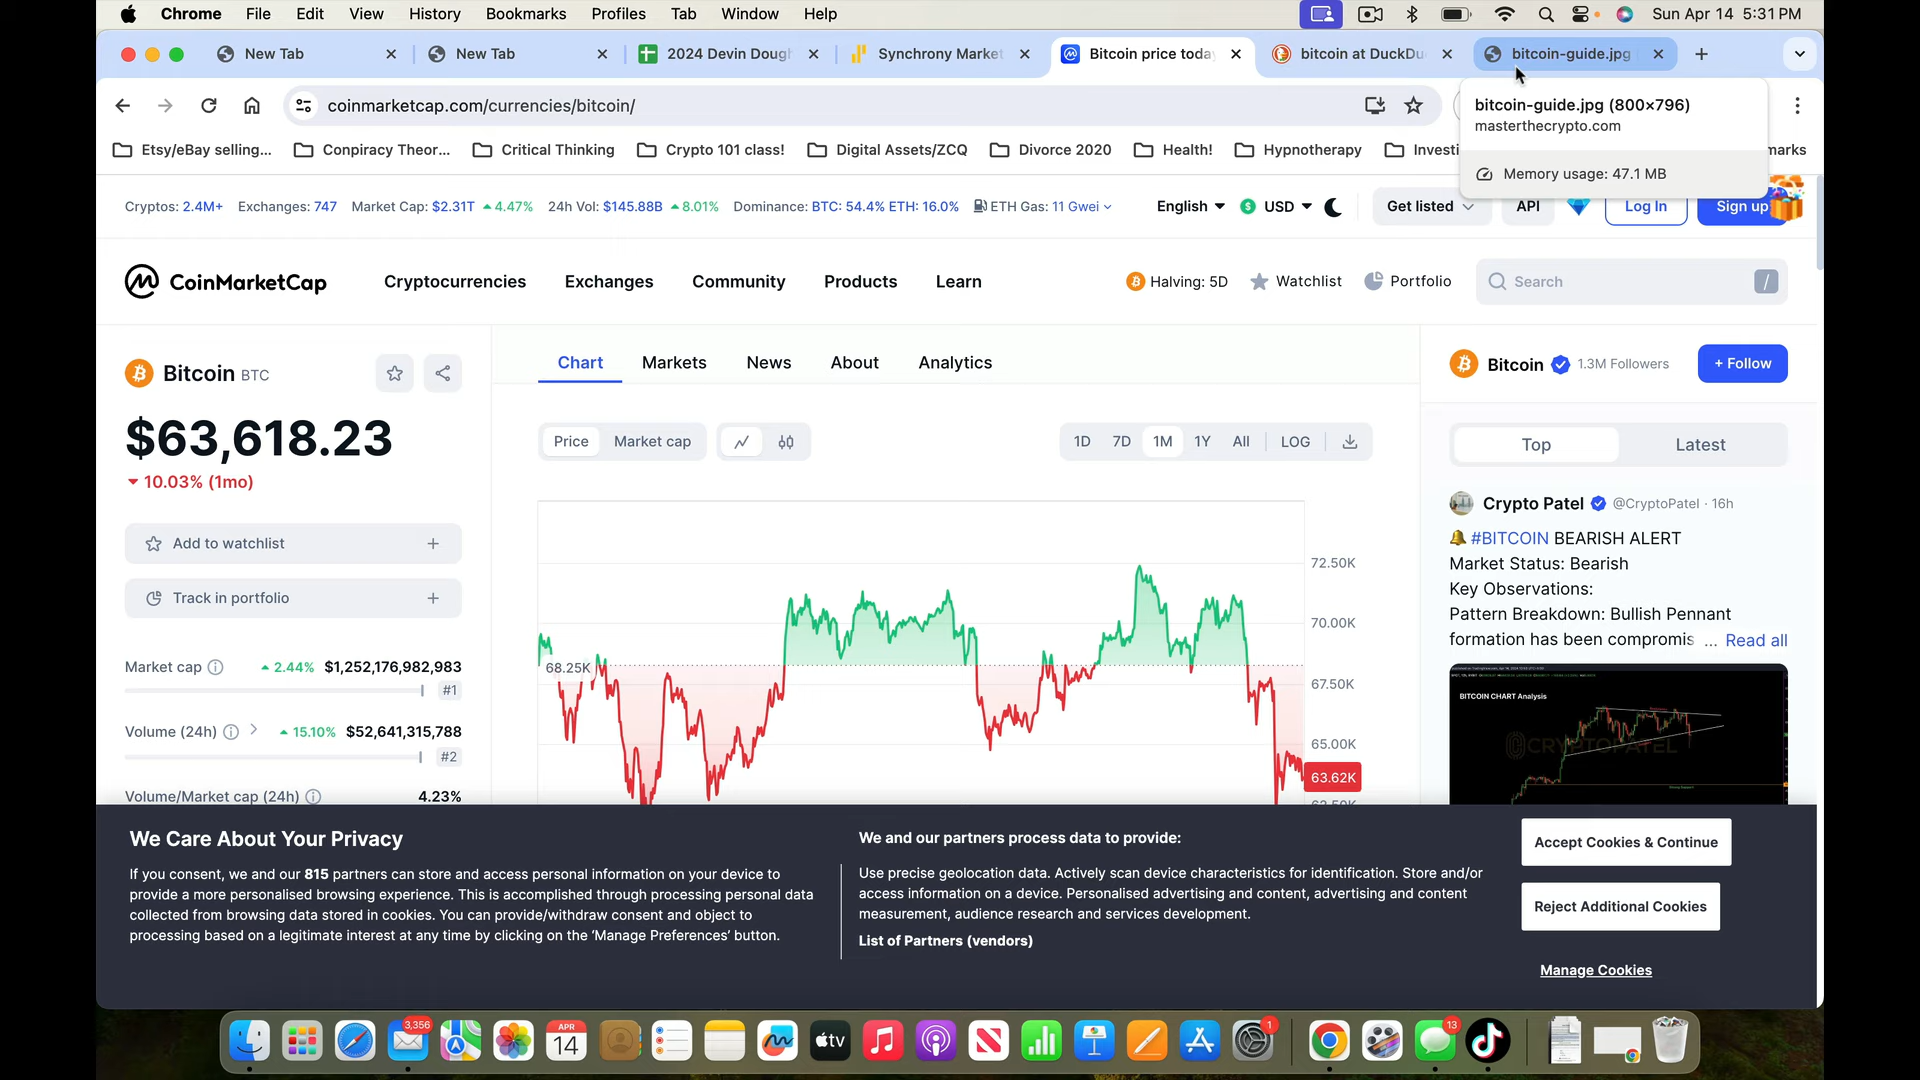 Chrome File Edit View History Bookmarks Profiles Tab Window Help Sun Apr 14 5:31 PM
New Tab New Tab 2024 Devin Dough Synchrony Market Bitcoin price today bitcoin at DuckDu bitcoin-guide.jpg
coinmarketcap.com/currencies/bitcoin/
bitcoin-guide.jpg (800×796)
masterthecrypto.com
Memory usage: 47.1 MB
Etsy/eBay selling... Conpiracy Theor... Critical Thinking Crypto 101 class! Digital Assets/ZCQ Divorce 2020 Health! Hypnotherapy Investi marks
Cryptos: 2.4M+ Exchanges: 747 Market Cap: $2.31T 4.47% 24h Vol: $145.88B 8.01% Dominance: BTC: 54.4% ETH: 16.0% ETH Gas: 11 Gwei English USD Get listed API Log In Sign up
CoinMarketCap Cryptocurrencies Exchanges Community Products Learn Halving: 5D Watchlist Portfolio Search /
Bitcoin BTC
$63,618.23
10.03% (1mo)
Add to watchlist
Track in portfolio
Market cap 2.44% $1,252,176,982,983
#1
Volume (24h) 15.10% $52,641,315,788
#2
Volume/Market cap (24h) 4.23%
Chart Markets News About Analytics
Price Market cap 1D 7D 1M 1Y All LOG
72.50K
70.00K
68.25K
67.50K
65.00K
63.62K
62.50K
Bitcoin 1.3M Followers + Follow
Top Latest
Crypto Patel @CryptoPatel · 16h
#BITCOIN BEARISH ALERT
Market Status: Bearish
Key Observations:
Pattern Breakdown: Bullish Pennant
formation has been compromis ... Read all
BITCOIN CHART Analysis
CRYPTOPATEL
We Care About Your Privacy
If you consent, we and our 815 partners can store and access personal information on your device to
provide a more personalised browsing experience. This is accomplished through processing personal data
collected from browsing data stored in cookies. You can provide/withdraw consent and object to
processing based on a legitimate interest at any time by clicking on the ‘Manage Preferences’ button.
We and our partners process data to provide:
Use precise geolocation data. Actively scan device characteristics for identification. Store and/or
access information on a device. Personalised advertising and content, advertising and content
measurement, audience research and services development.
List of Partners (vendors)
Accept Cookies & Continue
Reject Additional Cookies
Manage Cookies
3,356 APR 14 tv 1 13